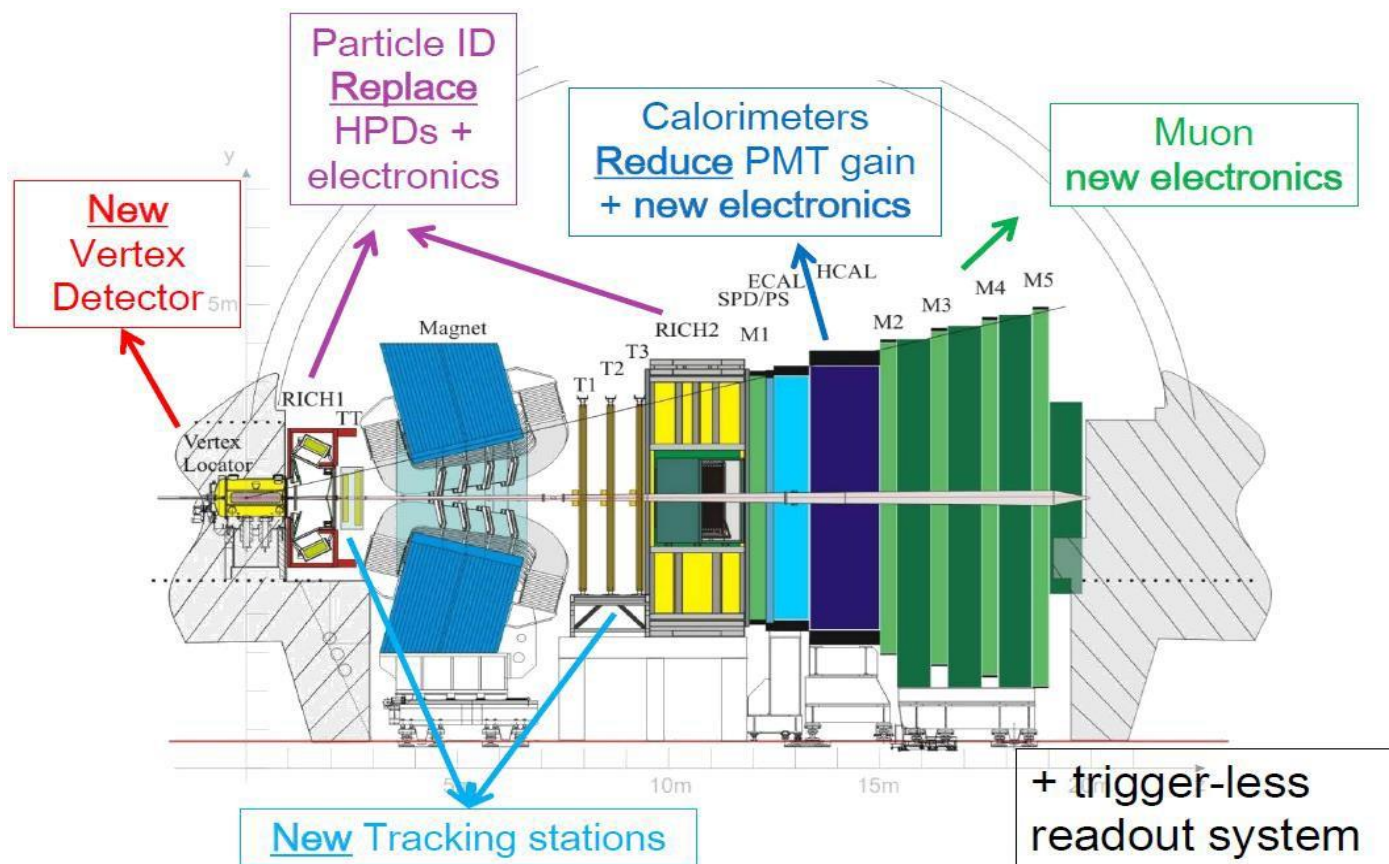 Particle ID
Replace
HPDs +
electronics
Calorimeters
Reduce PMT gain
+ new electronics
Muon
new electronics
New
Vertex
Detector
y
5m
ECAL HCAL
SPD/PS
Magnet
RICH2 M1
M2 M3 M4 M5
T1 T2 T3
RICH1
TT
Vertex
Locator
5m 10m 15m 20m z
New Tracking stations
+ trigger-less
readout system